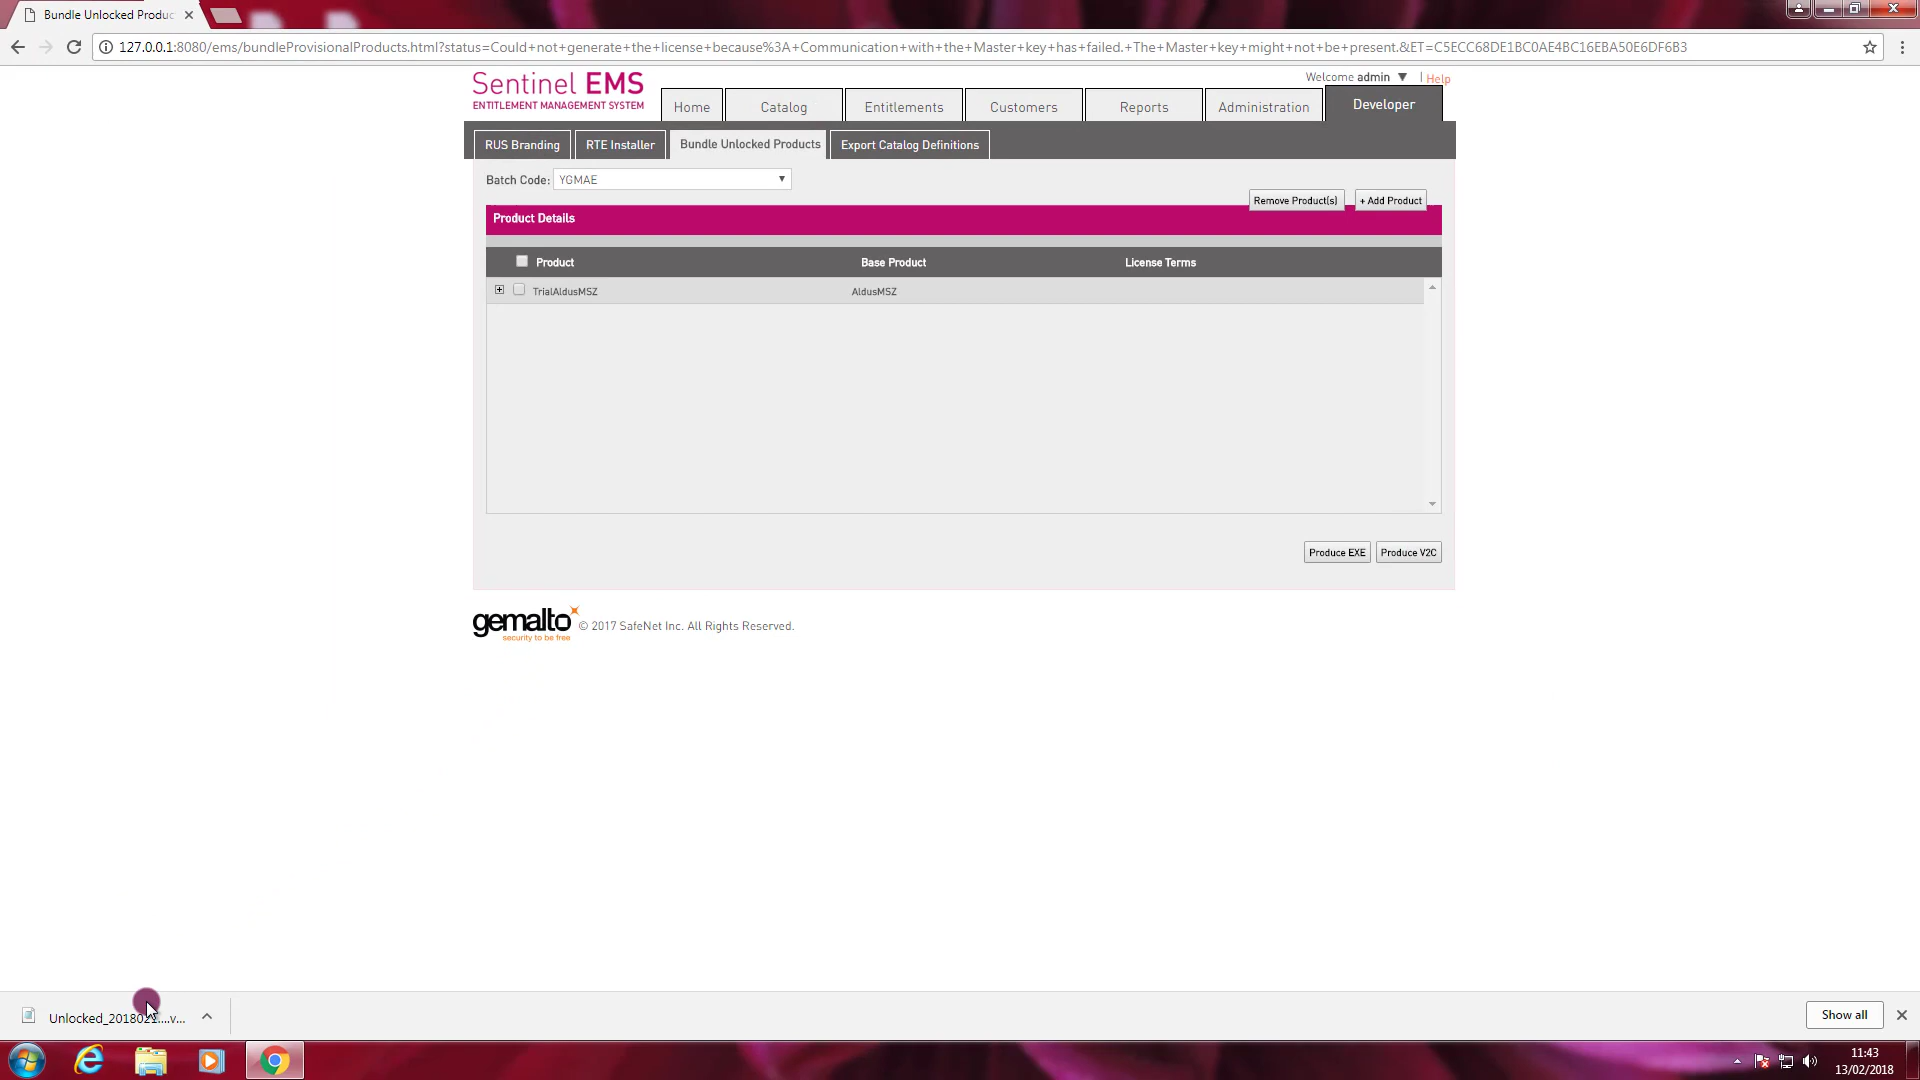 Bundle Unlocked Produc
127.0.0.1:8080/ems/bundleProvisionalProducts.html?status=Could+not+generate+the+license+because%3A+Communication+with+the+Master+key+has+failed.+The+Master+key+might+not+be+present.&ET=C5ECC68DE1BC0AE4BC16EBA50E6DF6B3
Sentinel EMS
ENTITLEMENT MANAGEMENT SYSTEM
Welcome admin ▼ | Help
Home Catalog Entitlements Customers Reports Administration Developer
RUS Branding RTE Installer Bundle Unlocked Products Export Catalog Definitions
Batch Code: YGMAE
Remove Product(s) + Add Product
Product Details
Product Base Product License Terms
TrialAldusMSZ AldusMSZ
Produce EXE Produce V2C
gemalto
security to be free
© 2017 SafeNet Inc. All Rights Reserved.
Unlocked_201802....v...
Show all
11:43
13/02/2018